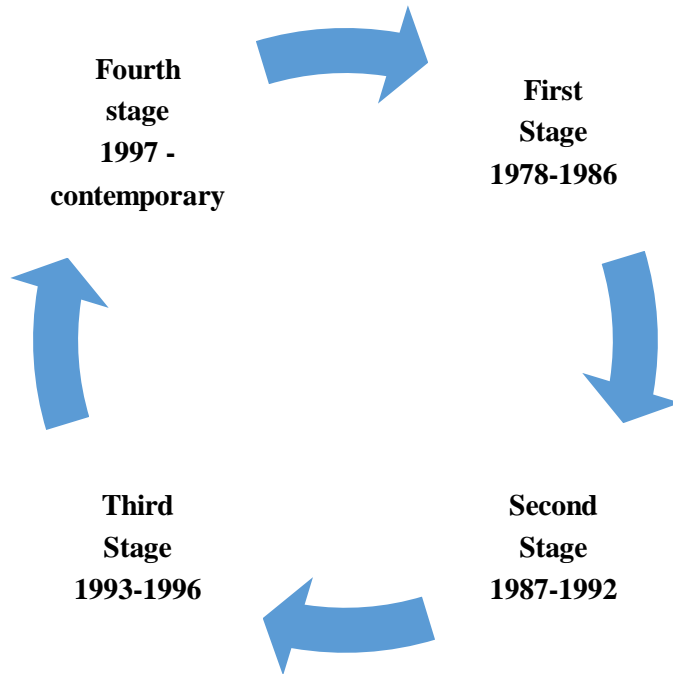 Fourth
stage
1997 -
contemporary
First
Stage
1978-1986
Second
Stage
1987-1992
Third
Stage
1993-1996